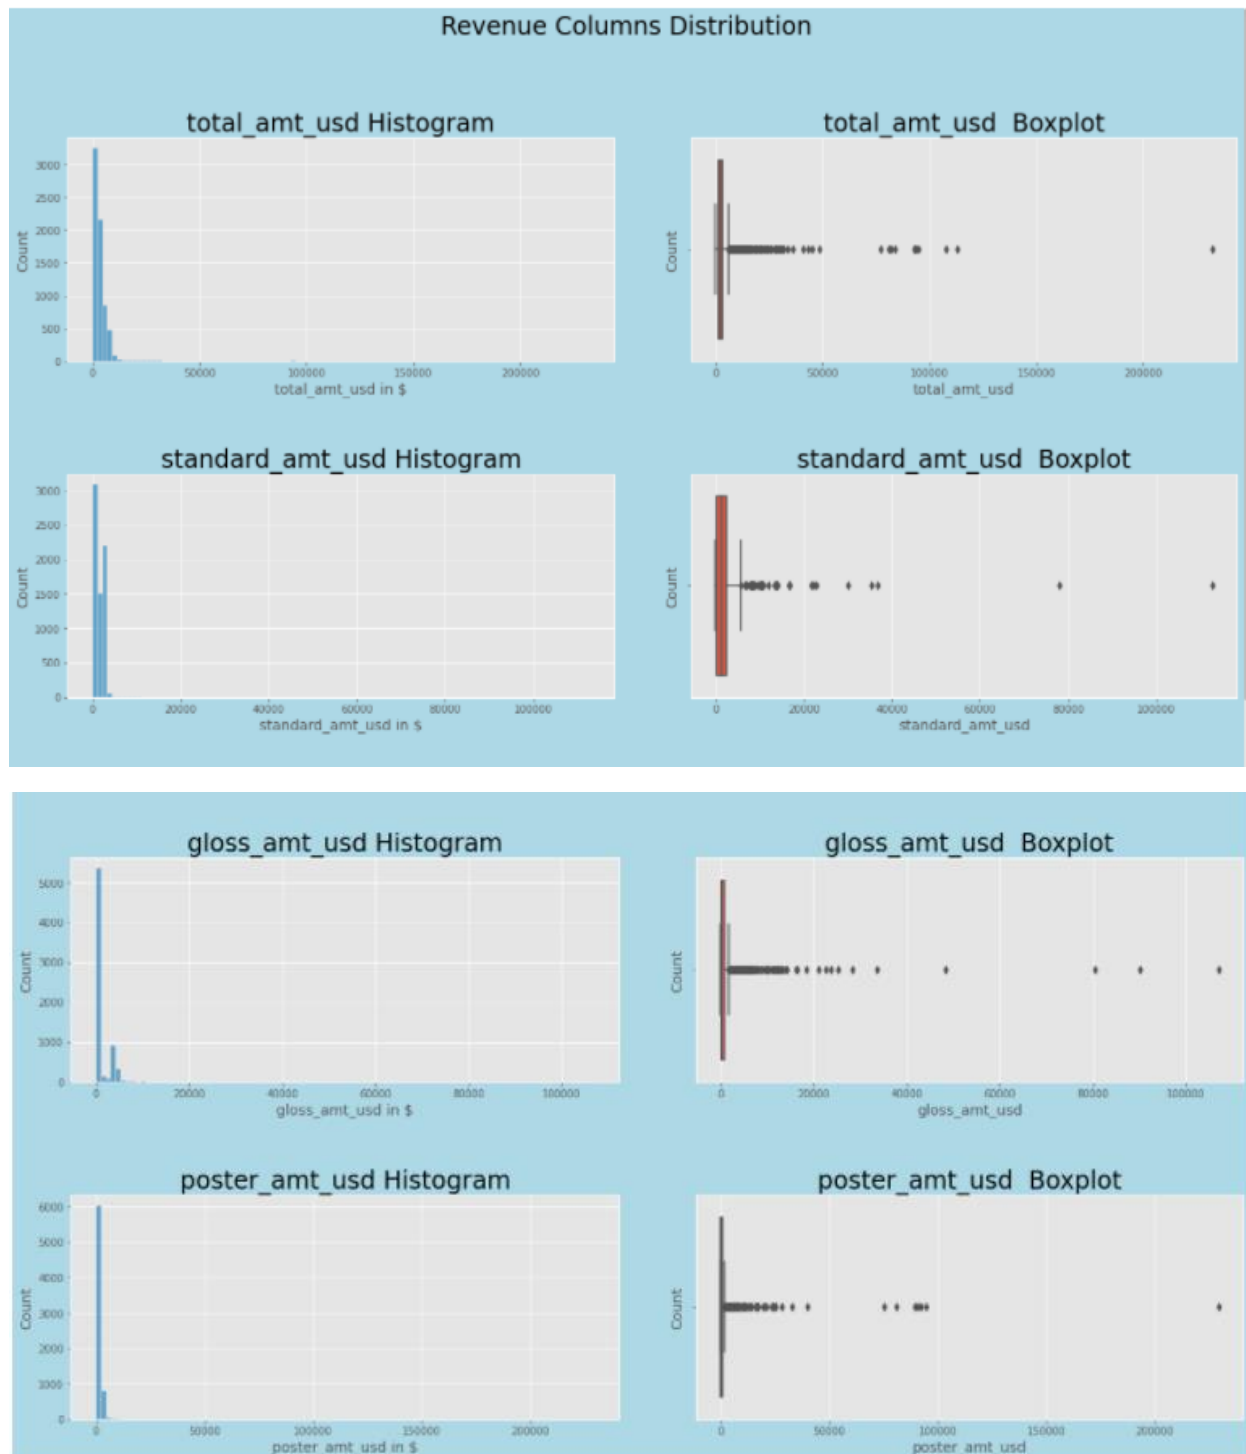 Revenue Columns Distribution
total_amt_usd Histogram
3000
2500
2000
1500
1000
500
0
Count
0 50000 100000 150000 200000
total_amt_usd in $
total_amt_usd Boxplot
Count
0 50000 100000 150000 200000
total_amt_usd
standard_amt_usd Histogram
3000
2500
2000
1500
1000
500
0
Count
0 20000 40000 60000 80000 100000
standard_amt_usd in $
standard_amt_usd Boxplot
Count
0 20000 40000 60000 80000 100000
standard_amt_usd
gloss_amt_usd Histogram
5000
4000
3000
2000
1000
0
Count
0 20000 40000 60000 80000 100000
gloss_amt_usd in $
gloss_amt_usd Boxplot
Count
0 20000 40000 60000 80000 100000
gloss_amt_usd
poster_amt_usd Histogram
6000
5000
4000
3000
2000
1000
0
Count
0 50000 100000 150000 200000
poster_amt_usd in $
poster_amt_usd Boxplot
Count
0 50000 100000 150000 200000
poster_amt_usd